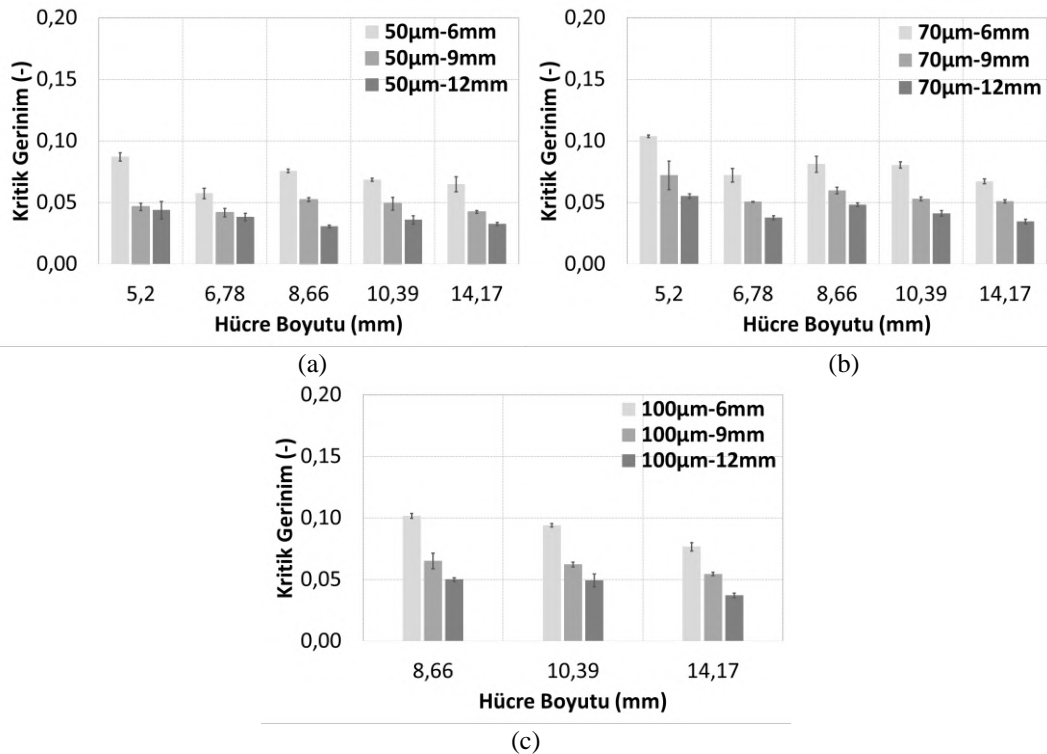 0,20
0,15
0,10
0,05
0,00
Kritik Gerinim (-)
50µm-6mm
50µm-9mm
50µm-12mm
5,2 6,78 8,66 10,39 14,17
Hücre Boyutu (mm)
(a)
0,20
0,15
0,10
0,05
0,00
Kritik Gerinim (-)
70µm-6mm
70µm-9mm
70µm-12mm
5,2 6,78 8,66 10,39 14,17
Hücre Boyutu (mm)
(b)
0,20
0,15
0,10
0,05
0,00
Kritik Gerinim (-)
100µm-6mm
100µm-9mm
100µm-12mm
8,66 10,39 14,17
Hücre Boyutu (mm)
(c)